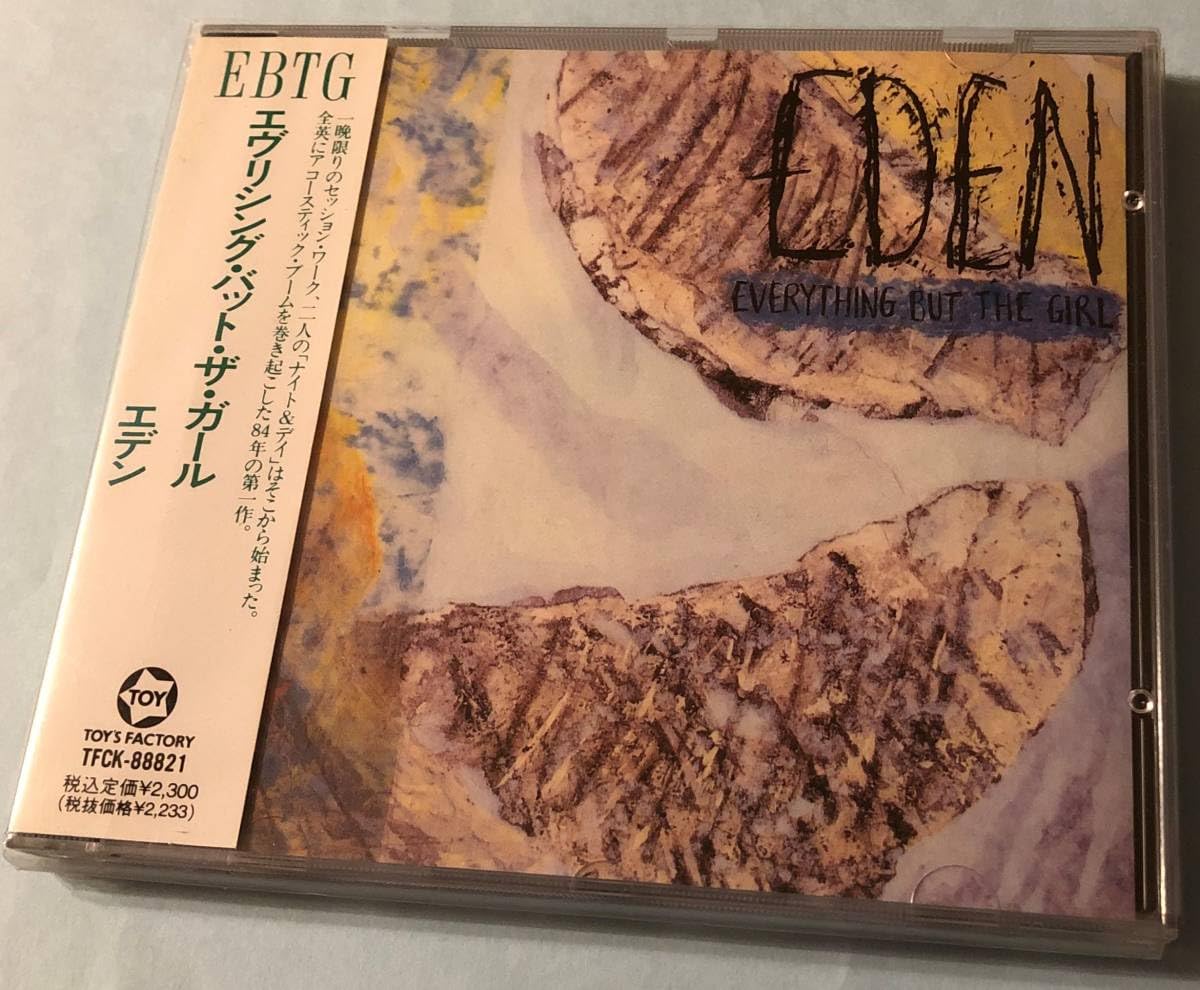 EBTG
一晩限りのセッション・ワーク、二人の「ナイト&デイ」はそこから始まった。
全英にアコースティック・ブームを巻き起こした84年の第一作。
エヴリシング・バット・ザ・ガール
エデン
TOY
TOY'S FACTORY
TFCK-88821
税込定価¥2,300
(税抜価格¥2,233)
EDEN
EVERYTHING BUT THE GIRL